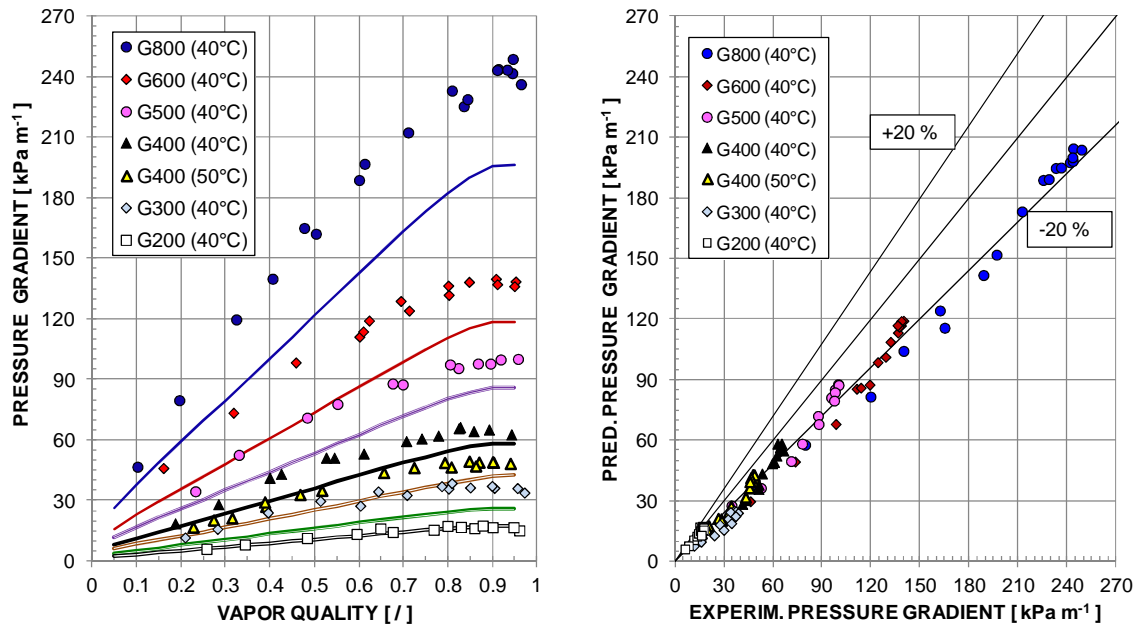 PRESSURE GRADIENT [ kPa m⁻¹ ]
270
240
210
180
150
120
90
60
30
0
G800 (40°C)
G600 (40°C)
G500 (40°C)
G400 (40°C)
G400 (50°C)
G300 (40°C)
G200 (40°C)
0 0.1 0.2 0.3 0.4 0.5 0.6 0.7 0.8 0.9 1
VAPOR QUALITY [ / ]
PRED. PRESSURE GRADIENT [ kPa m⁻¹ ]
270
240
210
180
150
120
90
60
30
0
G800 (40°C)
G600 (40°C)
G500 (40°C)
G400 (40°C)
G400 (50°C)
G300 (40°C)
G200 (40°C)
+20 %
-20 %
0 30 60 90 120 150 180 210 240 270
EXPERIM. PRESSURE GRADIENT [ kPa m⁻¹ ]